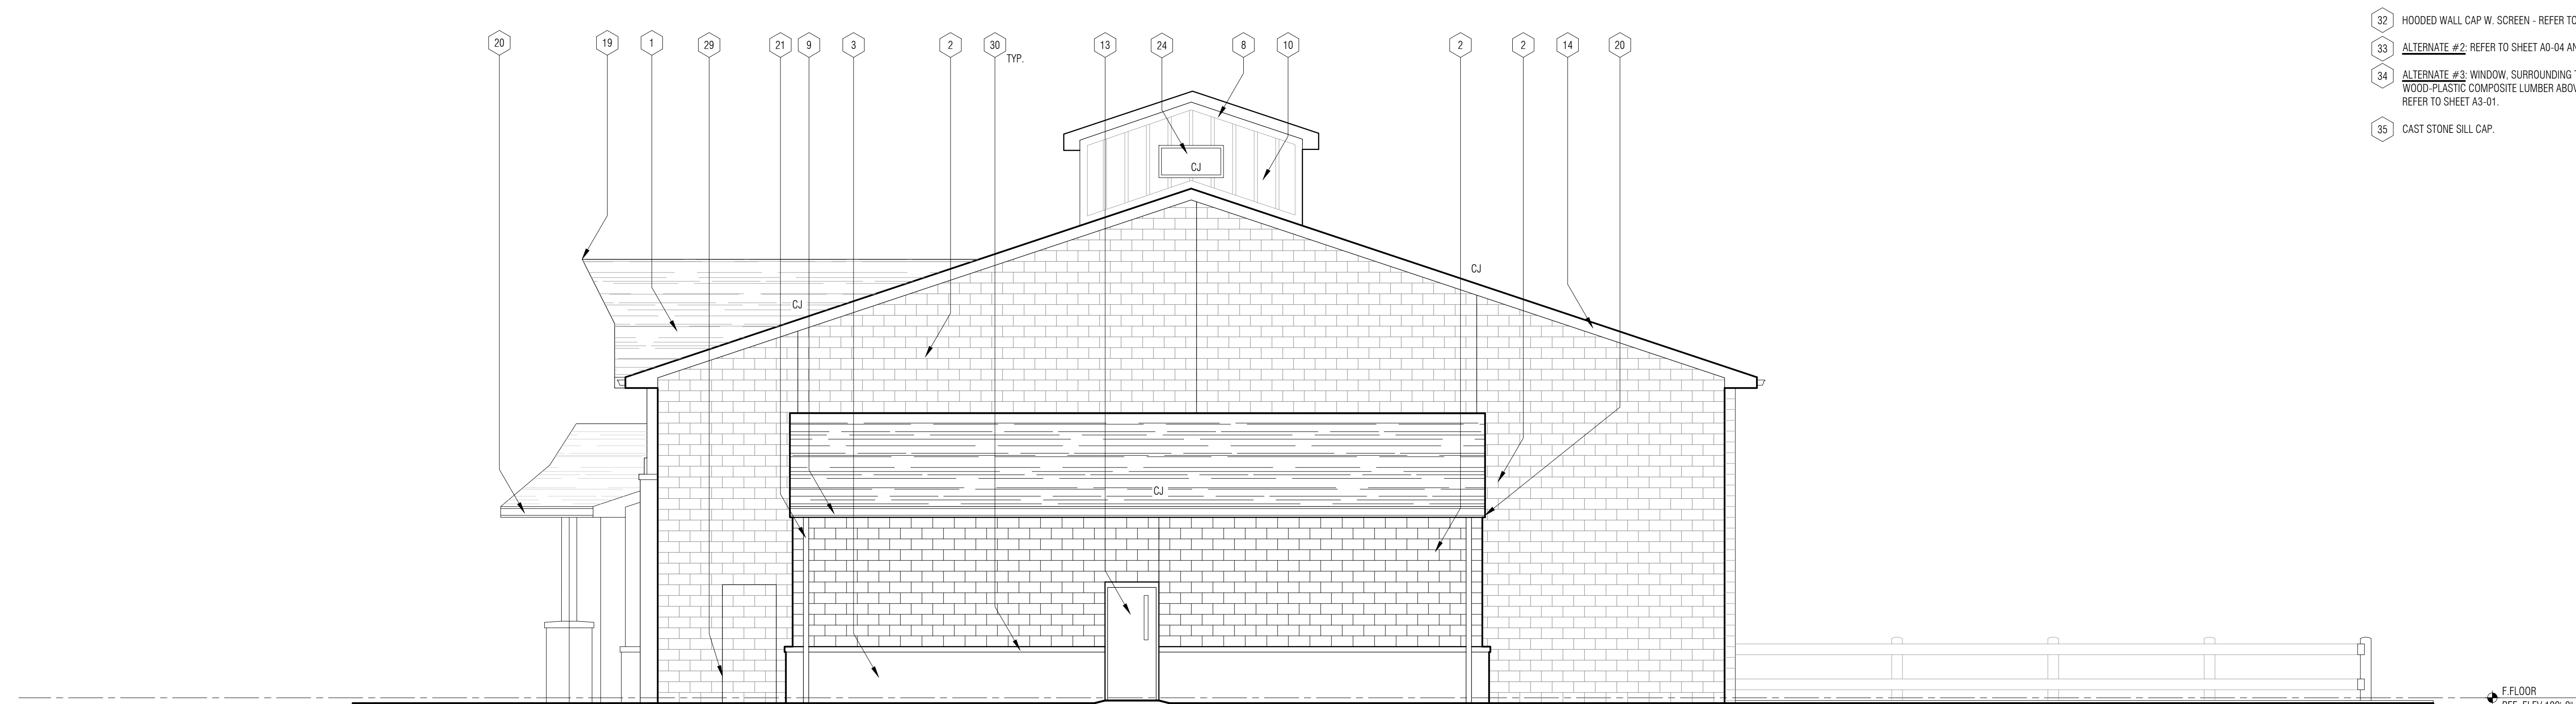 32 HOODED WALL CAP W. SCREEN - REFER TO
20 19 1 29 21 9 3 2 30 13 24 8 10 2 2 14 20
TYP.
33 ALTERNATE #2: REFER TO SHEET A0-04 AN
34 ALTERNATE #3: WINDOW, SURROUNDING
WOOD-PLASTIC COMPOSITE LUMBER ABOV
REFER TO SHEET A3-01.
35 CAST STONE SILL CAP.
CJ
CJ
CJ
CJ
F.FLOOR